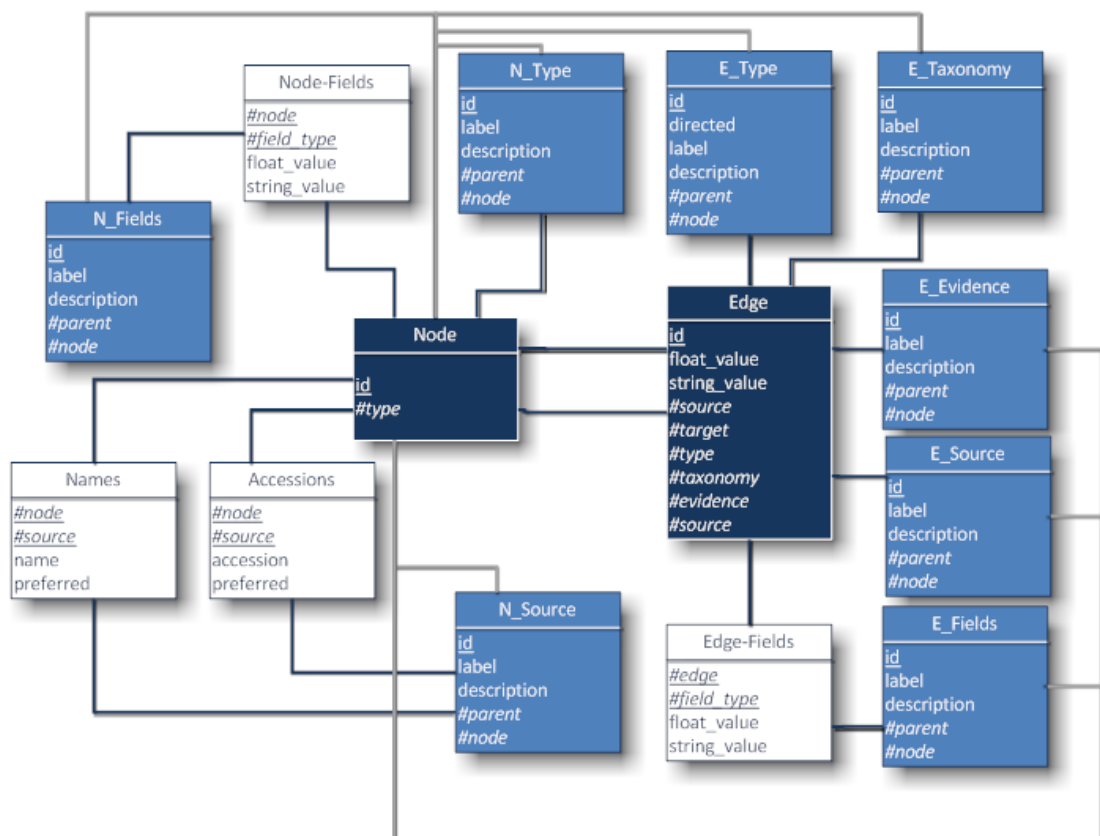 Node-Fields
#node
#field_type
float_value
string_value
N_Type
id
label
description
#parent
#node
E_Type
id
directed
label
description
#parent
#node
E_Taxonomy
id
label
description
#parent
#node
N_Fields
id
label
description
#parent
#node
Node
id
#type
Edge
id
float_value
string_value
#source
#target
#type
#taxonomy
#evidence
#source
E_Evidence
id
label
description
#parent
#node
Names
#node
#source
name
preferred
Accessions
#node
#source
accession
preferred
E_Source
id
label
description
#parent
#node
N_Source
id
label
description
#parent
#node
Edge-Fields
#edge
#field_type
float_value
string_value
E_Fields
id
label
description
#parent
#node